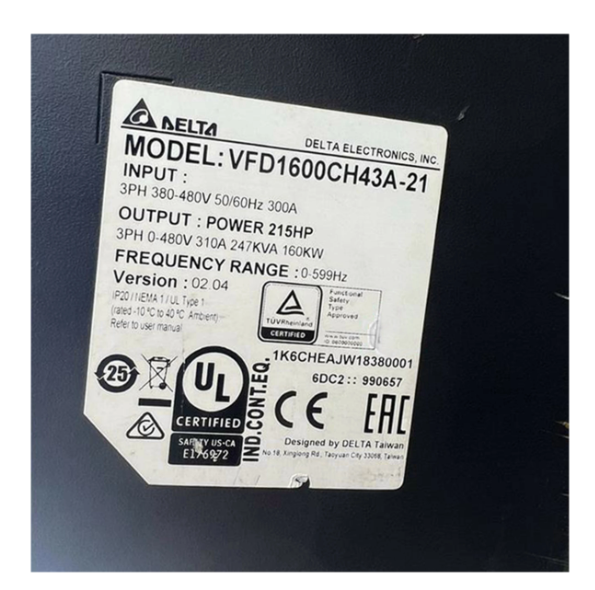 DELTA
DELTA ELECTRONICS, INC.
MODEL: VFD1600CH43A-21
INPUT :
3PH 380-480V 50/60Hz 300A
OUTPUT : POWER 215HP
3PH 0-480V 310A 247KVA 160KW
FREQUENCY RANGE : 0-599Hz
Version : 02.04
IP20 / NEMA 1 / UL Type 1
(rated -10 °C to 40 °C Ambient)
Refer to user manual
TÜVRheinland
CERTIFIED
Functional
Safety
Type
Approved
1K6CHEAJW18380001
6DC2 :: 990657
25
UL
CERTIFIED
SAFETY US-CA
E176972
IND.CONT.EQ.
CE
EAC
Designed by DELTA Taiwan
No.18, Xinglong Rd., Taoyuan City 33068, Taiwan